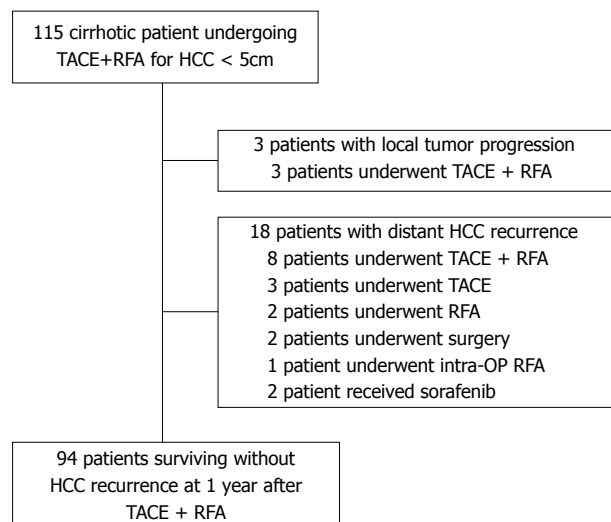 115 cirrhotic patient undergoing
TACE+RFA for HCC < 5cm
3 patients with local tumor progression
3 patients underwent TACE + RFA
18 patients with distant HCC recurrence
8 patients underwent TACE + RFA
3 patients underwent TACE
2 patients underwent RFA
2 patients underwent surgery
1 patient underwent intra-OP RFA
2 patient received sorafenib
94 patients surviving without
HCC recurrence at 1 year after
TACE + RFA